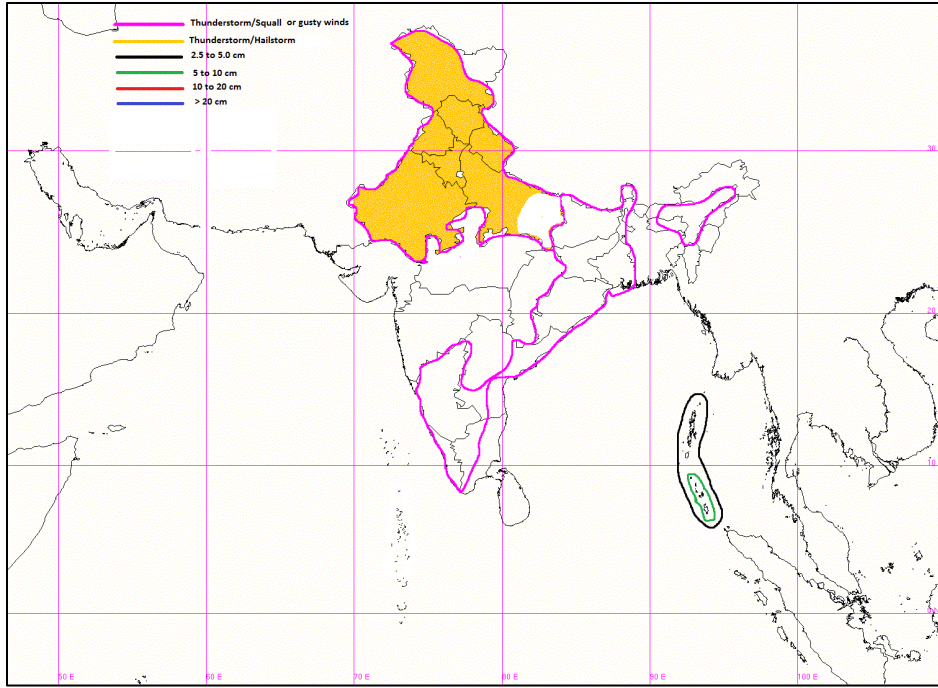 Thunderstorm/Squall or gusty winds
Thunderstorm/Hailstorm
2.5 to 5.0 cm
5 to 10 cm
10 to 20 cm
> 20 cm
30
20
10
50 E
60 E
70 E
80 E
90 E
100 E